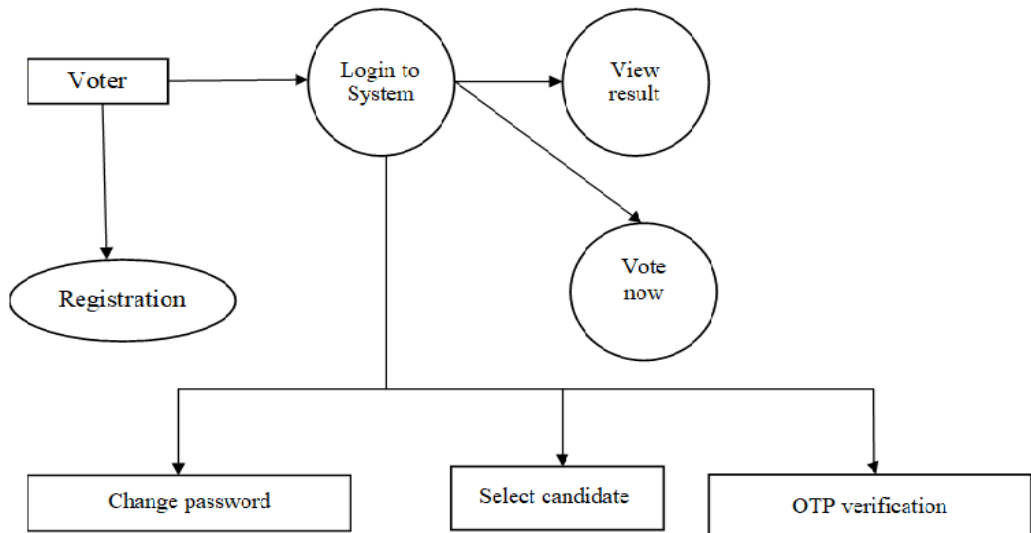 Voter
Login to
System
View
result
Registration
Vote
now
Change password
Select candidate
OTP verification